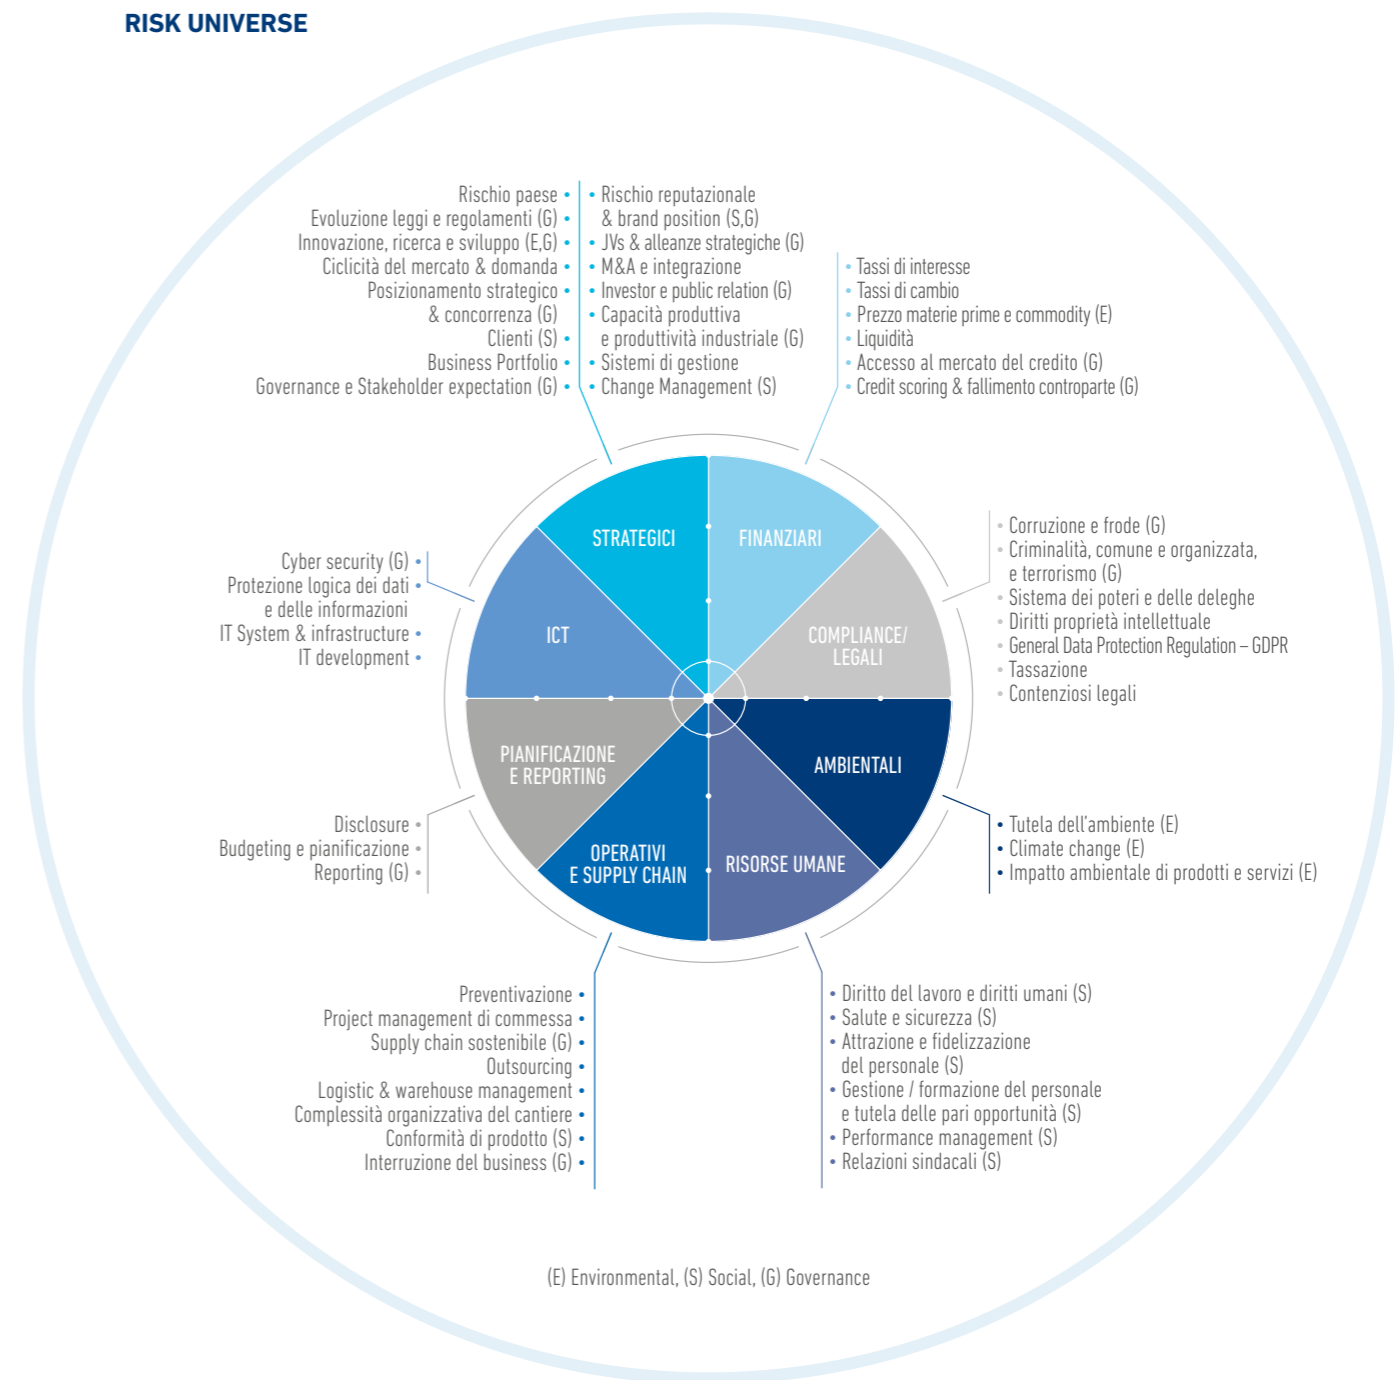 RISK UNIVERSE
Rischio paese •
Evoluzione leggi e regolamenti (G) •
Innovazione, ricerca e sviluppo (E,G) •
Ciclicità del mercato & domanda •
Posizionamento strategico •
& concorrenza (G)
Clienti (S) •
Business Portfolio •
Governance e Stakeholder expectation (G) •
• Rischio reputazionale
& brand position (S,G)
• JVs & alleanze strategiche (G)
• M&A e integrazione
• Investor e public relation (G)
• Capacità produttiva
e produttività industriale (G)
• Sistemi di gestione
• Change Management (S)
• Tassi di interesse
• Tassi di cambio
• Prezzo materie prime e commodity (E)
• Liquidità
• Accesso al mercato del credito (G)
• Credit scoring & fallimento controparte (G)
STRATEGICI
FINANZIARI
ICT
COMPLIANCE/
LEGALI
PIANIFICAZIONE
E REPORTING
AMBIENTALI
OPERATIVI
E SUPPLY CHAIN
RISORSE UMANE
Cyber security (G) •
Protezione logica dei dati •
e delle informazioni
IT System & infrastructure •
IT development •
• Corruzione e frode (G)
• Criminalità, comune e organizzata,
e terrorismo (G)
• Sistema dei poteri e delle deleghe
• Diritti proprietà intellettuale
• General Data Protection Regulation – GDPR
• Tassazione
• Contenziosi legali
Disclosure •
Budgeting e pianificazione •
Reporting (G) •
• Tutela dell'ambiente (E)
• Climate change (E)
• Impatto ambientale di prodotti e servizi (E)
Preventivazione •
Project management di commessa •
Supply chain sostenibile (G) •
Outsourcing •
Logistic & warehouse management •
Complessità organizzativa del cantiere •
Conformità di prodotto (S) •
Interruzione del business (G) •
• Diritto del lavoro e diritti umani (S)
• Salute e sicurezza (S)
• Attrazione e fidelizzazione
del personale (S)
• Gestione / formazione del personale
e tutela delle pari opportunità (S)
• Performance management (S)
• Relazioni sindacali (S)
(E) Environmental, (S) Social, (G) Governance